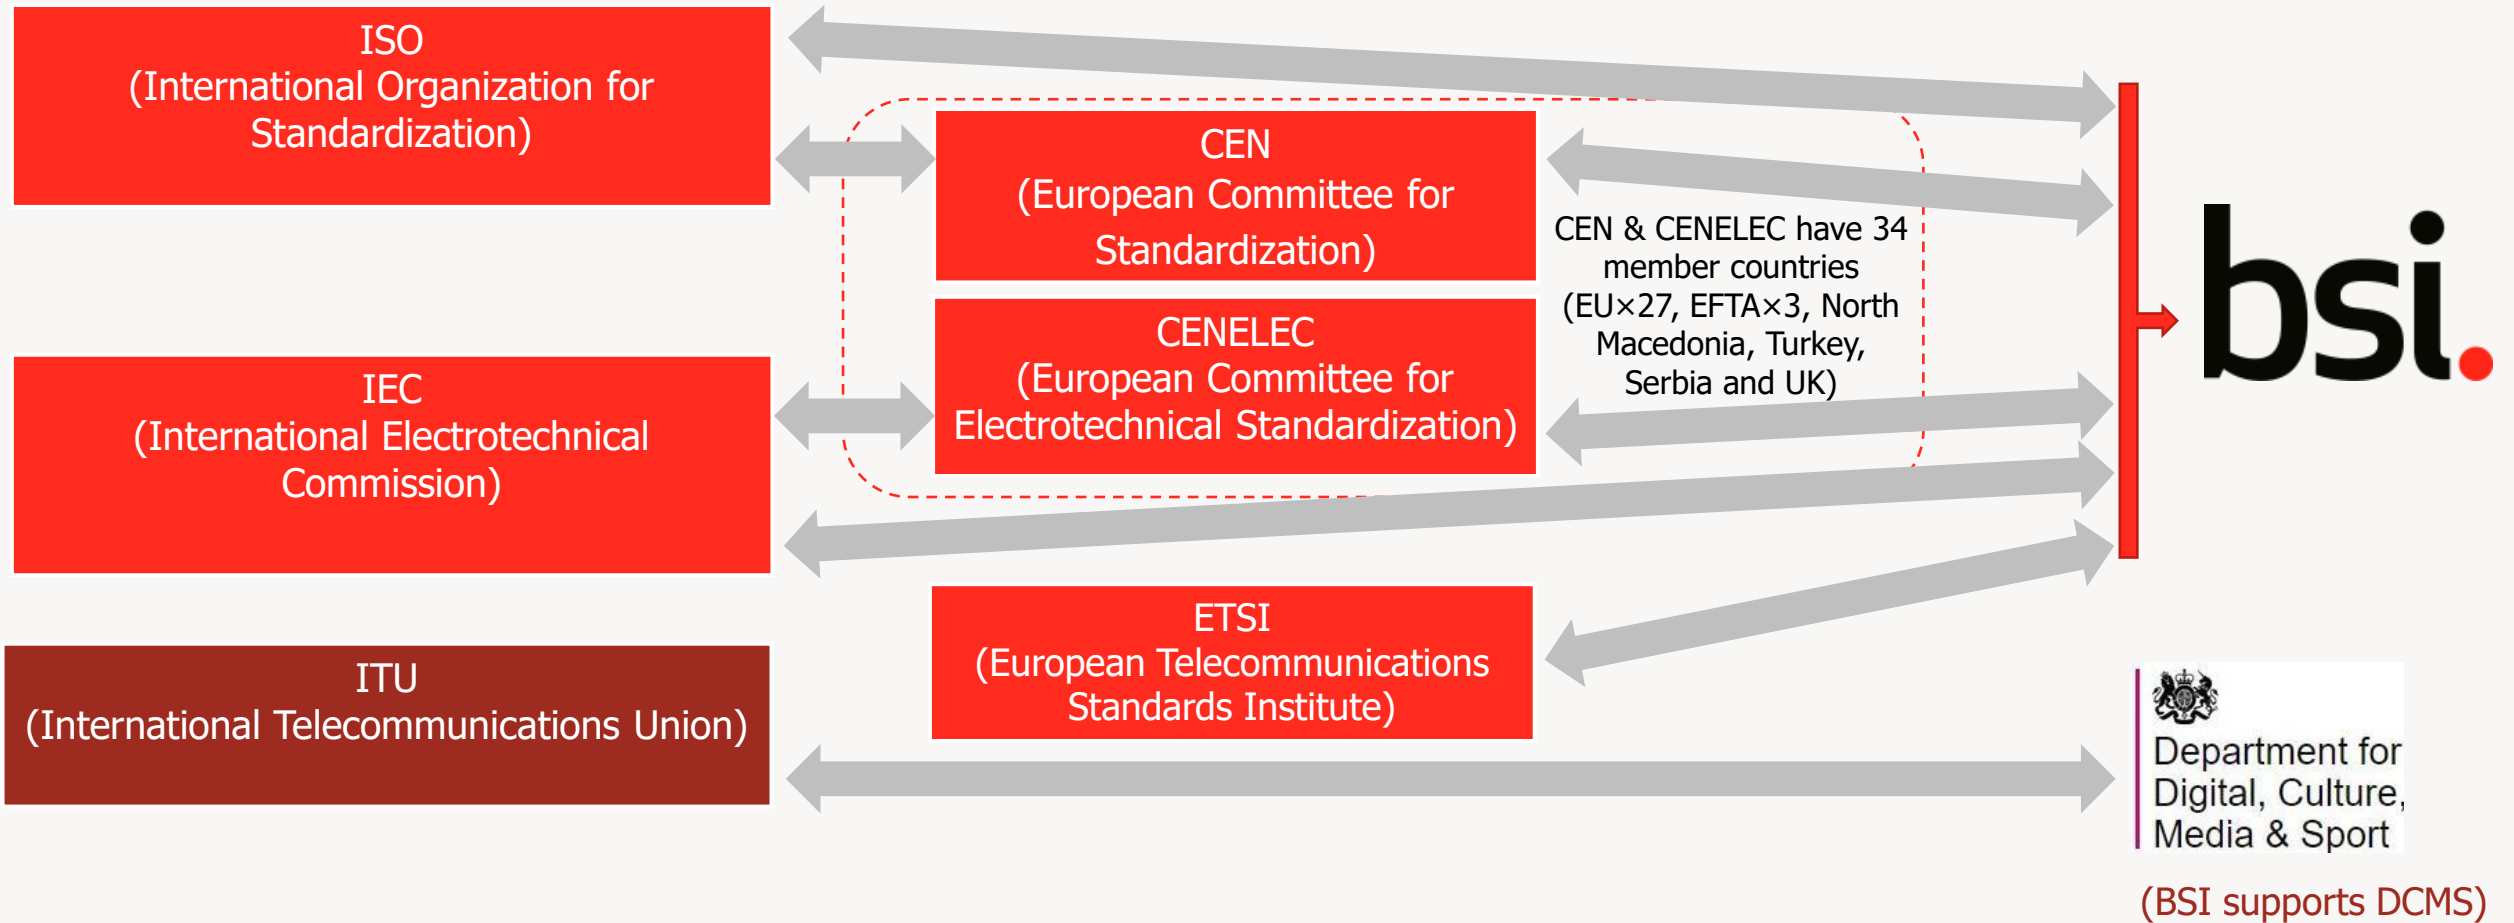 ISO
(International Organization for
Standardization)
CEN
(European Committee for
Standardization)
CENELEC
(European Committee for
Electrotechnical Standardization)
CEN & CENELEC have 34
member countries
(EU×27, EFTA×3, North
Macedonia, Turkey,
Serbia and UK)
bsi.
IEC
(International Electrotechnical
Commission)
ETSI
(European Telecommunications
Standards Institute)
ITU
(International Telecommunications Union)
Department for
Digital, Culture,
Media & Sport
(BSI supports DCMS)